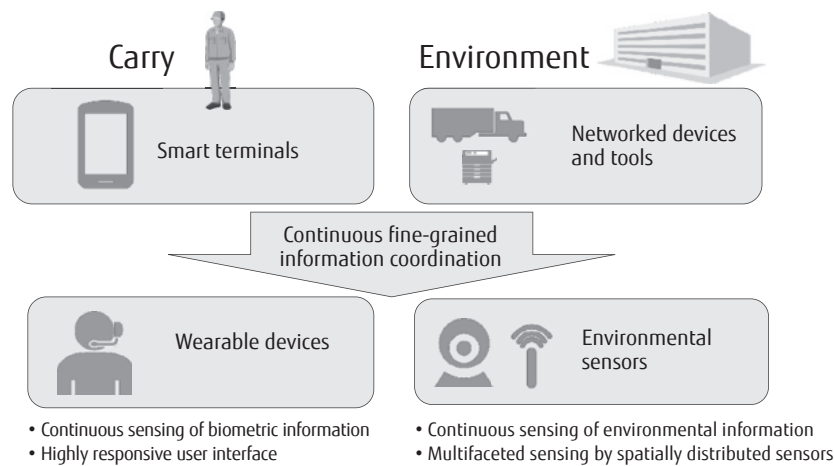 Carry
Environment
Smart terminals
Networked devices
and tools
Continuous fine-grained
information coordination
Wearable devices
Environmental
sensors
• Continuous sensing of biometric information
• Highly responsive user interface
• Continuous sensing of environmental information
• Multifaceted sensing by spatially distributed sensors